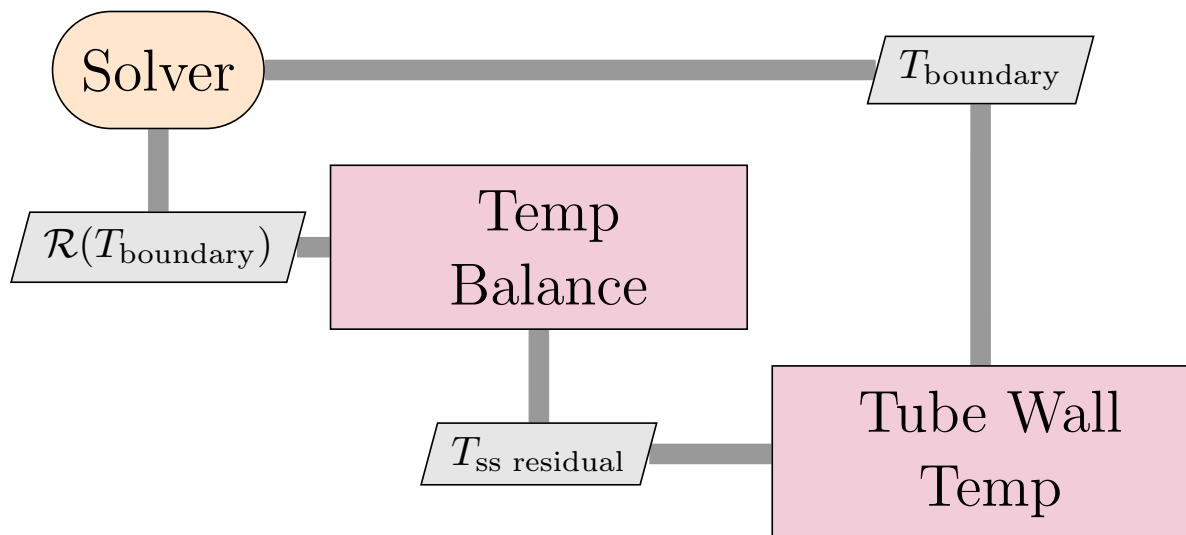 Solver
T_boundary
R(T_boundary)
Temp
Balance
T_ss residual
Tube Wall
Temp